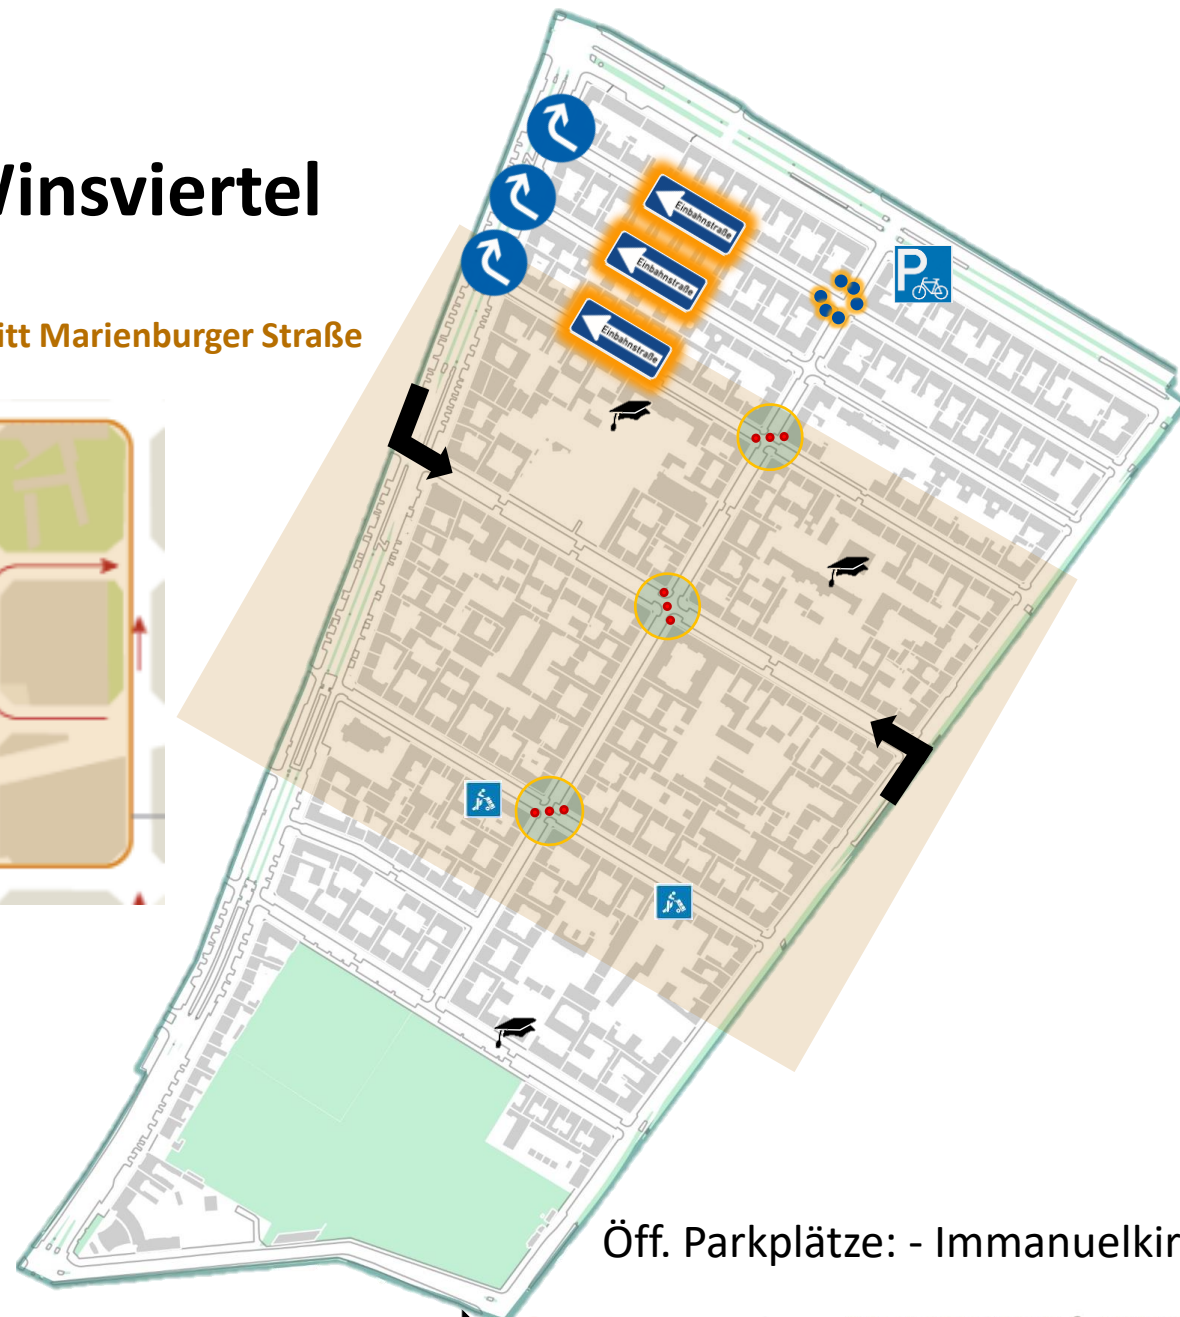 Winsviertel
itt Marienburger Straße
Einbahnstraße
Einbahnstraße
Einbahnstraße
P
Öff. Parkplätze: - Immanuelkir